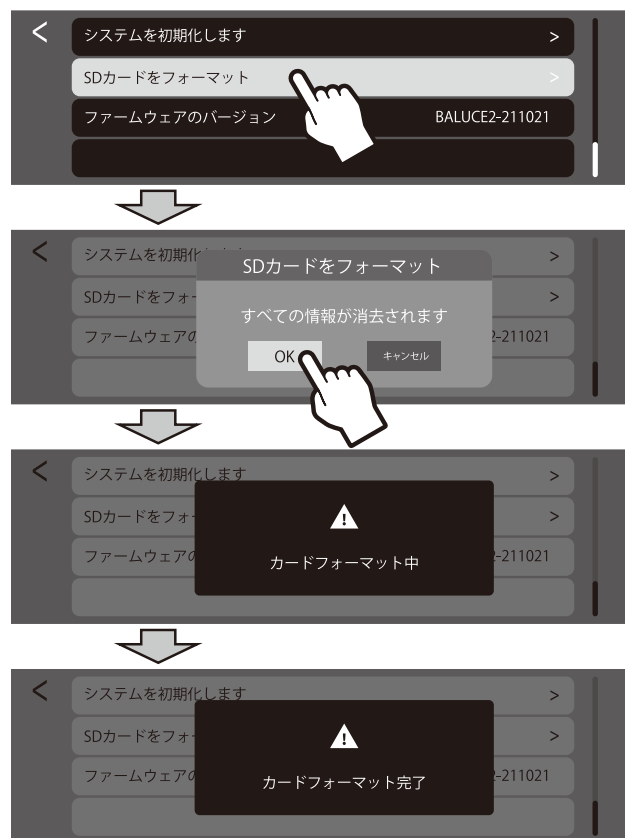 <
システムを初期化します >
SDカードをフォーマット >
ファームウェアのバージョン BALUCE2-211021
<
システムを初期化 >
SDカードをフォー >
ファームウェアの 2-211021
SDカードをフォーマット
すべての情報が消去されます
OK キャンセル
<
システムを初期化します >
SDカードをフォー >
ファームウェアの 2-211021
カードフォーマット中
<
システムを初期化します >
SDカードをフォー >
ファームウェアの 2-211021
カードフォーマット完了